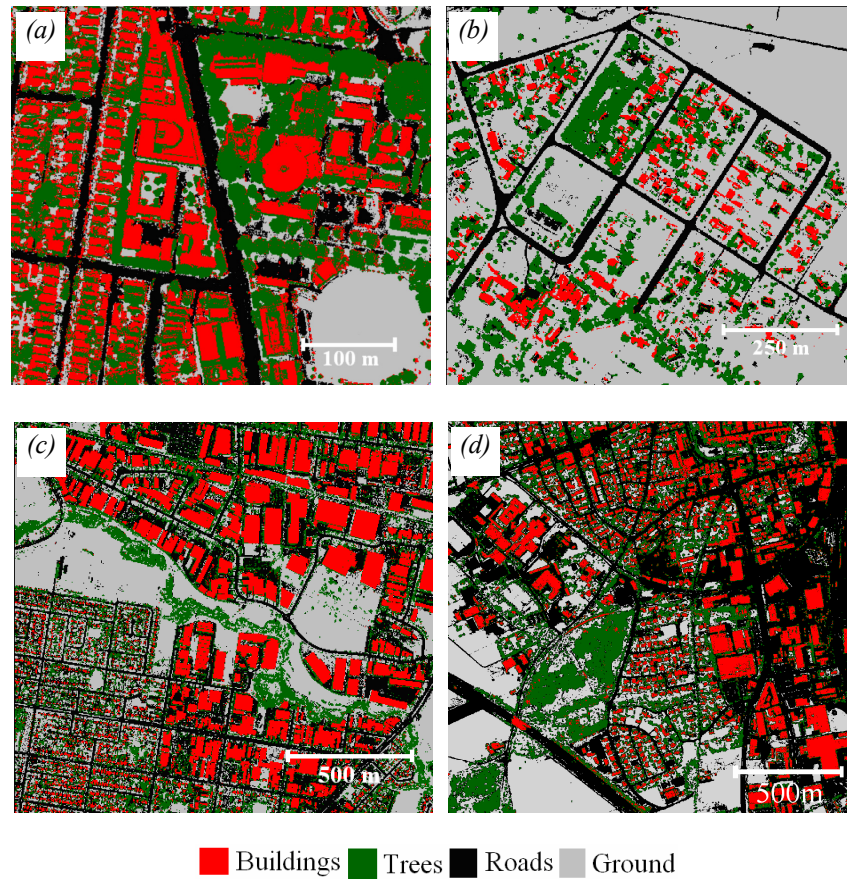 (a)
(b)
100 m
250 m
(c)
(d)
500 m
500m
Buildings Trees Roads Ground